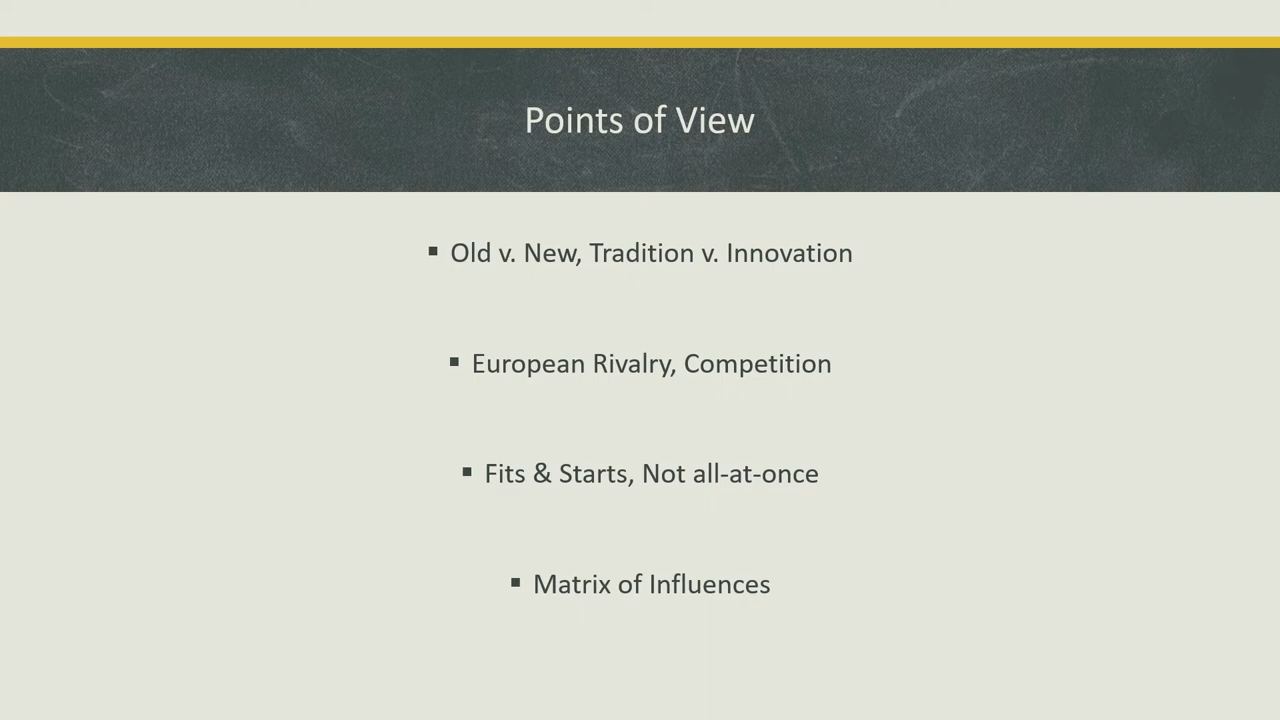 Points of View
▪ Old v. New, Tradition v. Innovation
▪ European Rivalry, Competition
▪ Fits & Starts, Not all-at-once
▪ Matrix of Influences